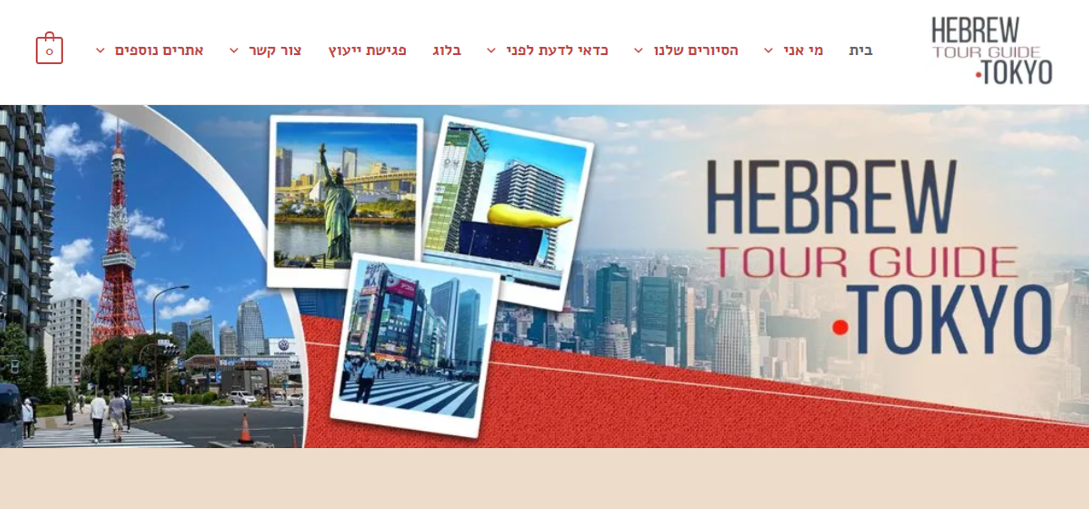 HEBREW
TOUR GUIDE
TOKYO
בית
מי אני
הסיורים שלנו
כדאי לדעת לפני
בלוג
פגישת ייעוץ
צור קשר
אתרים נוספים
0
HEBREW
TOUR GUIDE
TOKYO